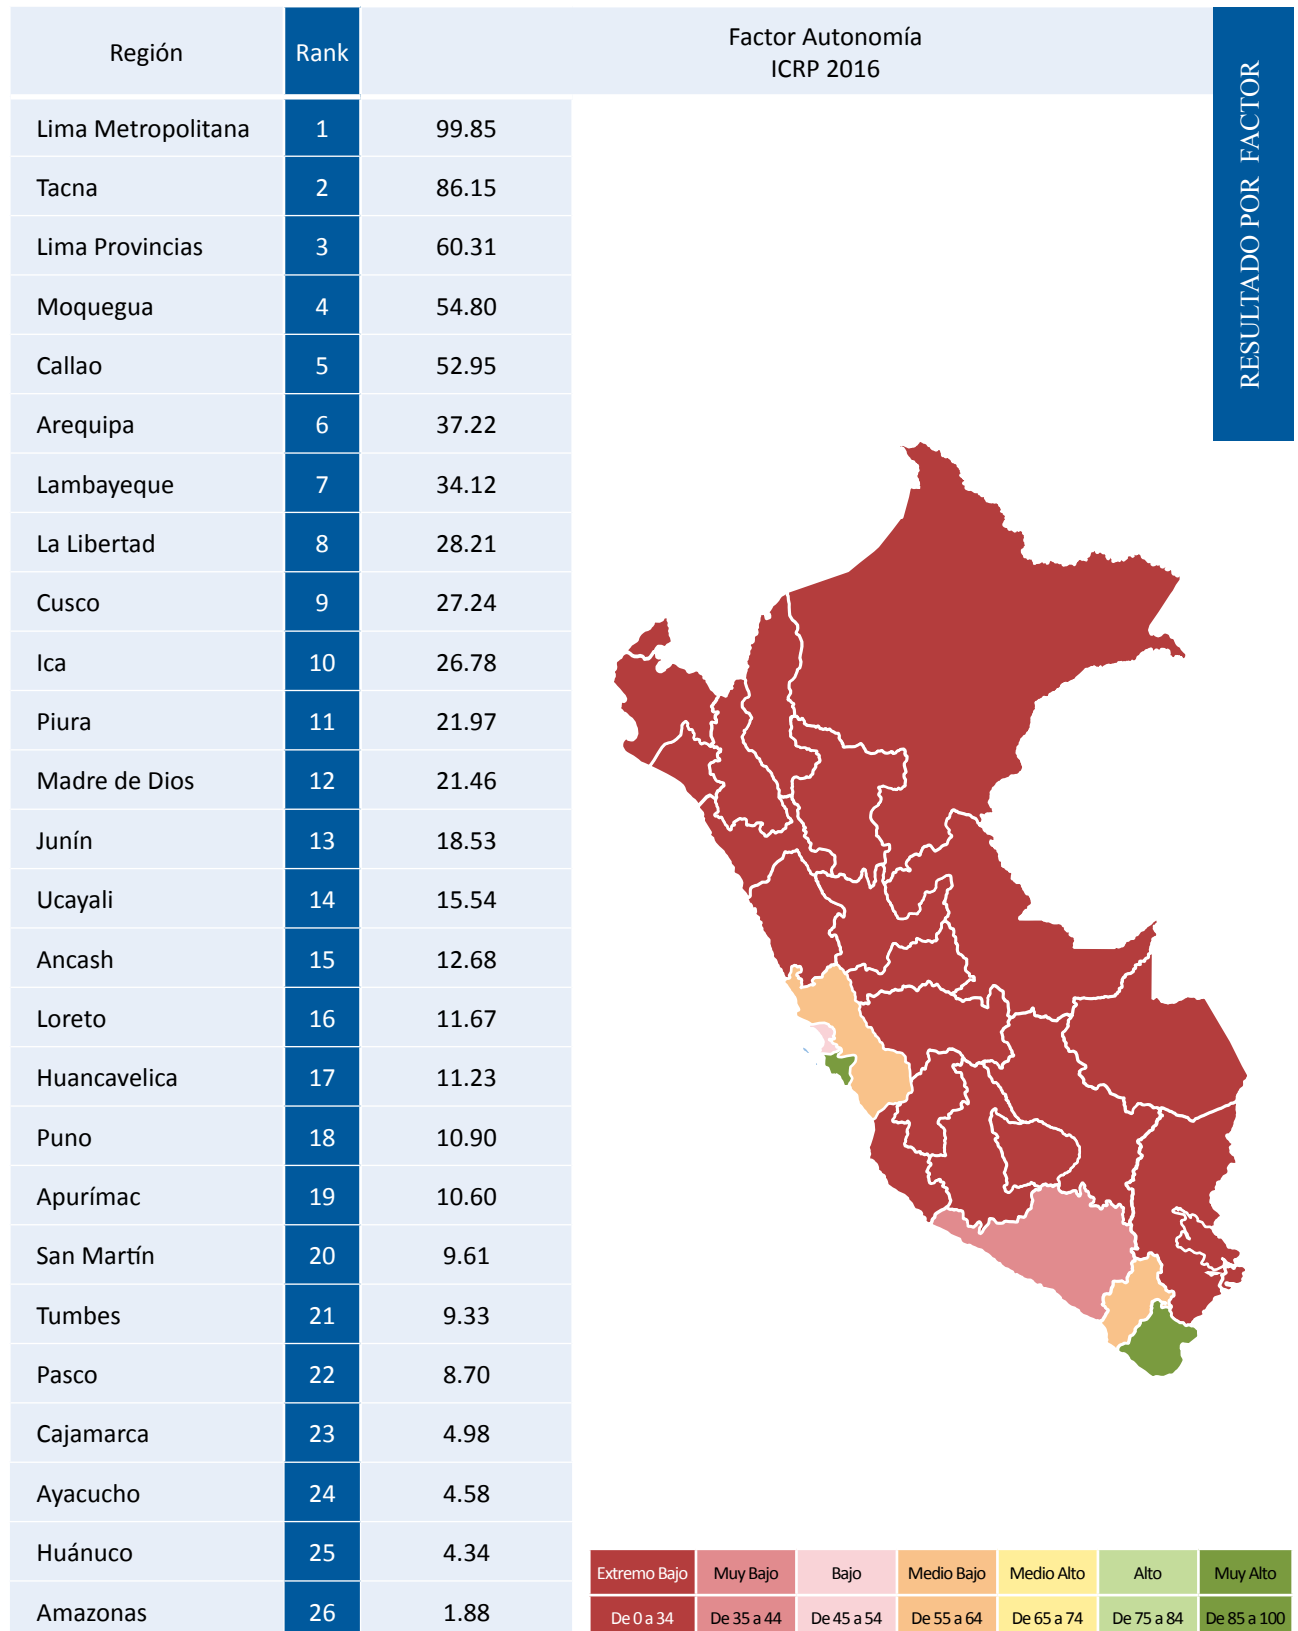 Región Rank Factor Autonomía
ICRP 2016
RESULTADO POR FACTOR
Lima Metropolitana 1 99.85
Tacna 2 86.15
Lima Provincias 3 60.31
Moquegua 4 54.80
Callao 5 52.95
Arequipa 6 37.22
Lambayeque 7 34.12
La Libertad 8 28.21
Cusco 9 27.24
Ica 10 26.78
Piura 11 21.97
Madre de Dios 12 21.46
Junín 13 18.53
Ucayali 14 15.54
Ancash 15 12.68
Loreto 16 11.67
Huancavelica 17 11.23
Puno 18 10.90
Apurímac 19 10.60
San Martín 20 9.61
Tumbes 21 9.33
Pasco 22 8.70
Cajamarca 23 4.98
Ayacucho 24 4.58
Huánuco 25 4.34
Amazonas 26 1.88
Extremo Bajo Muy Bajo Bajo Medio Bajo Medio Alto Alto Muy Alto
De 0 a 34 De 35 a 44 De 45 a 54 De 55 a 64 De 65 a 74 De 75 a 84 De 85 a 100